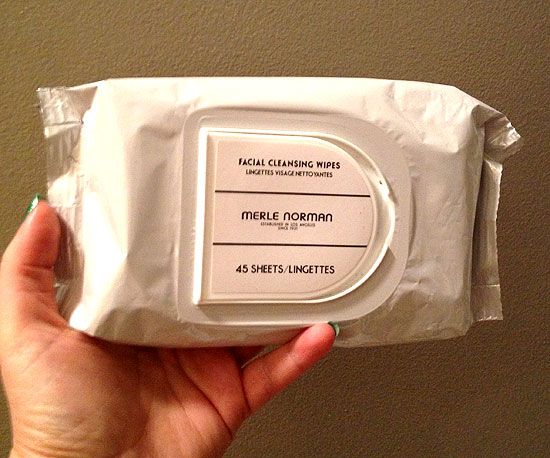 FACIAL CLEANSING WIPES
LINGETTES VISAGE NETTOYANTES
MERLE NORMAN
ESTABLISHED IN LOS ANGELES
SINCE 1931
45 SHEETS/LINGETTES